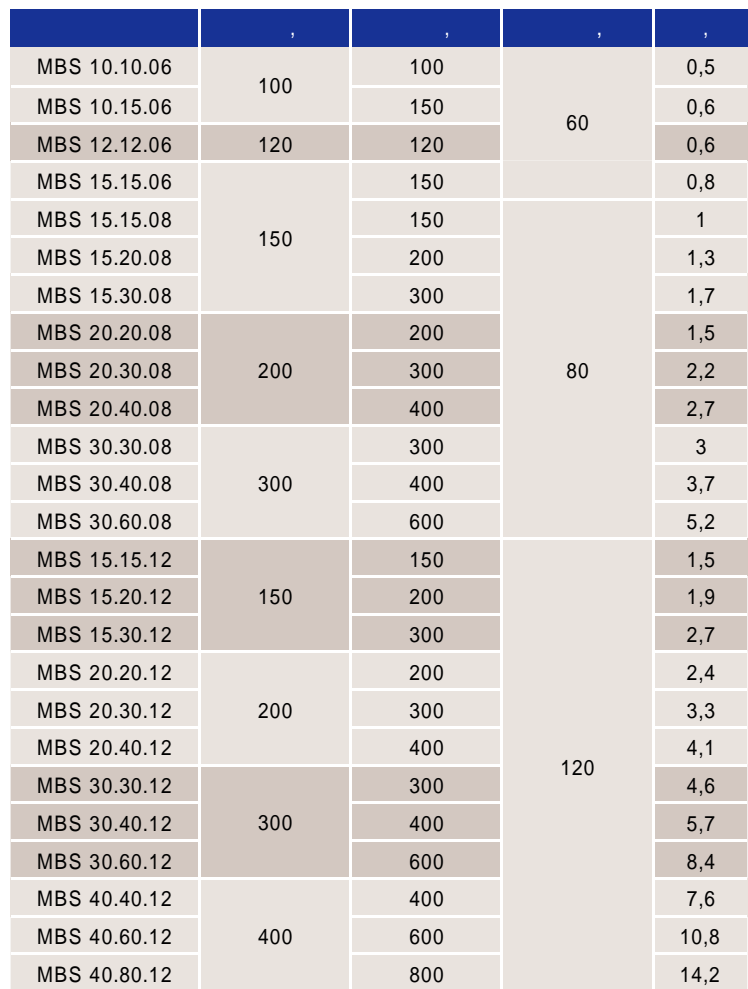 , , , ,
MBS 10.10.06 100 100 60 0,5
MBS 10.15.06 150 0,6
MBS 12.12.06 120 120 0,6
MBS 15.15.06 150 150 0,8
MBS 15.15.08 150 80 1
MBS 15.20.08 200 1,3
MBS 15.30.08 300 1,7
MBS 20.20.08 200 200 1,5
MBS 20.30.08 300 2,2
MBS 20.40.08 400 2,7
MBS 30.30.08 300 300 3
MBS 30.40.08 400 3,7
MBS 30.60.08 600 5,2
MBS 15.15.12 150 150 120 1,5
MBS 15.20.12 200 1,9
MBS 15.30.12 300 2,7
MBS 20.20.12 200 200 2,4
MBS 20.30.12 300 3,3
MBS 20.40.12 400 4,1
MBS 30.30.12 300 300 4,6
MBS 30.40.12 400 5,7
MBS 30.60.12 600 8,4
MBS 40.40.12 400 400 7,6
MBS 40.60.12 600 10,8
MBS 40.80.12 800 14,2